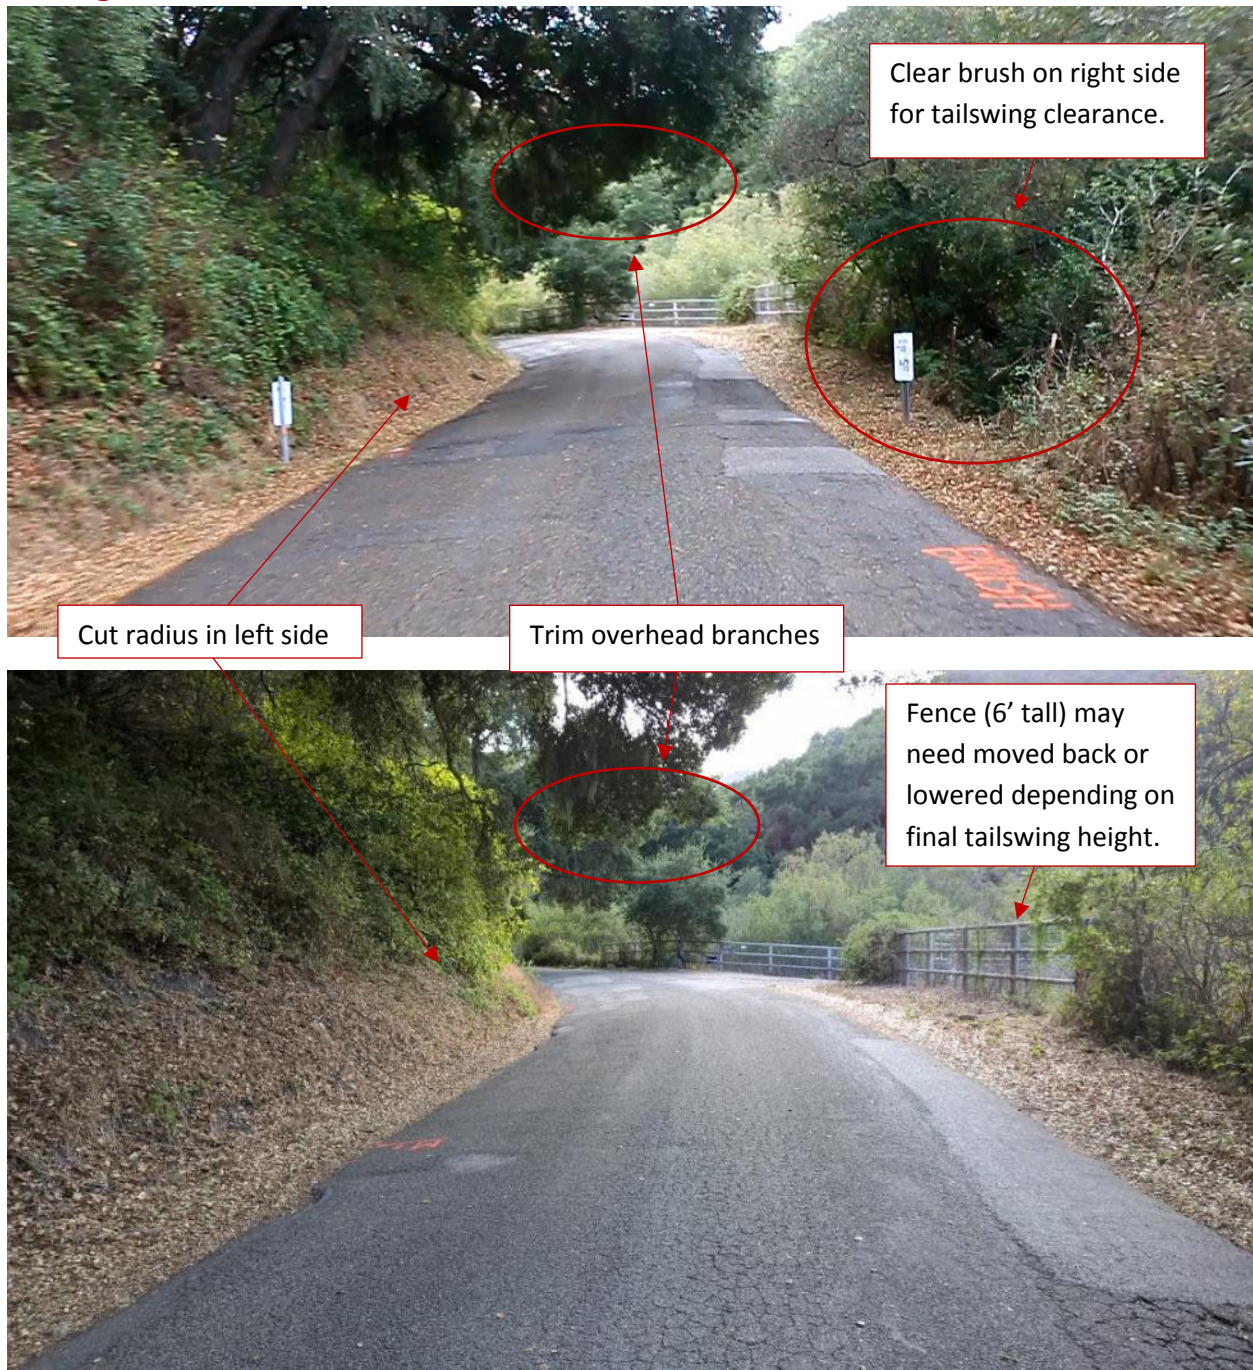 Clear brush on right side
for tailswing clearance.
BRUSH
Cut radius in left side
Trim overhead branches
Fence (6’ tall) may
need moved back or
lowered depending on
final tailswing height.